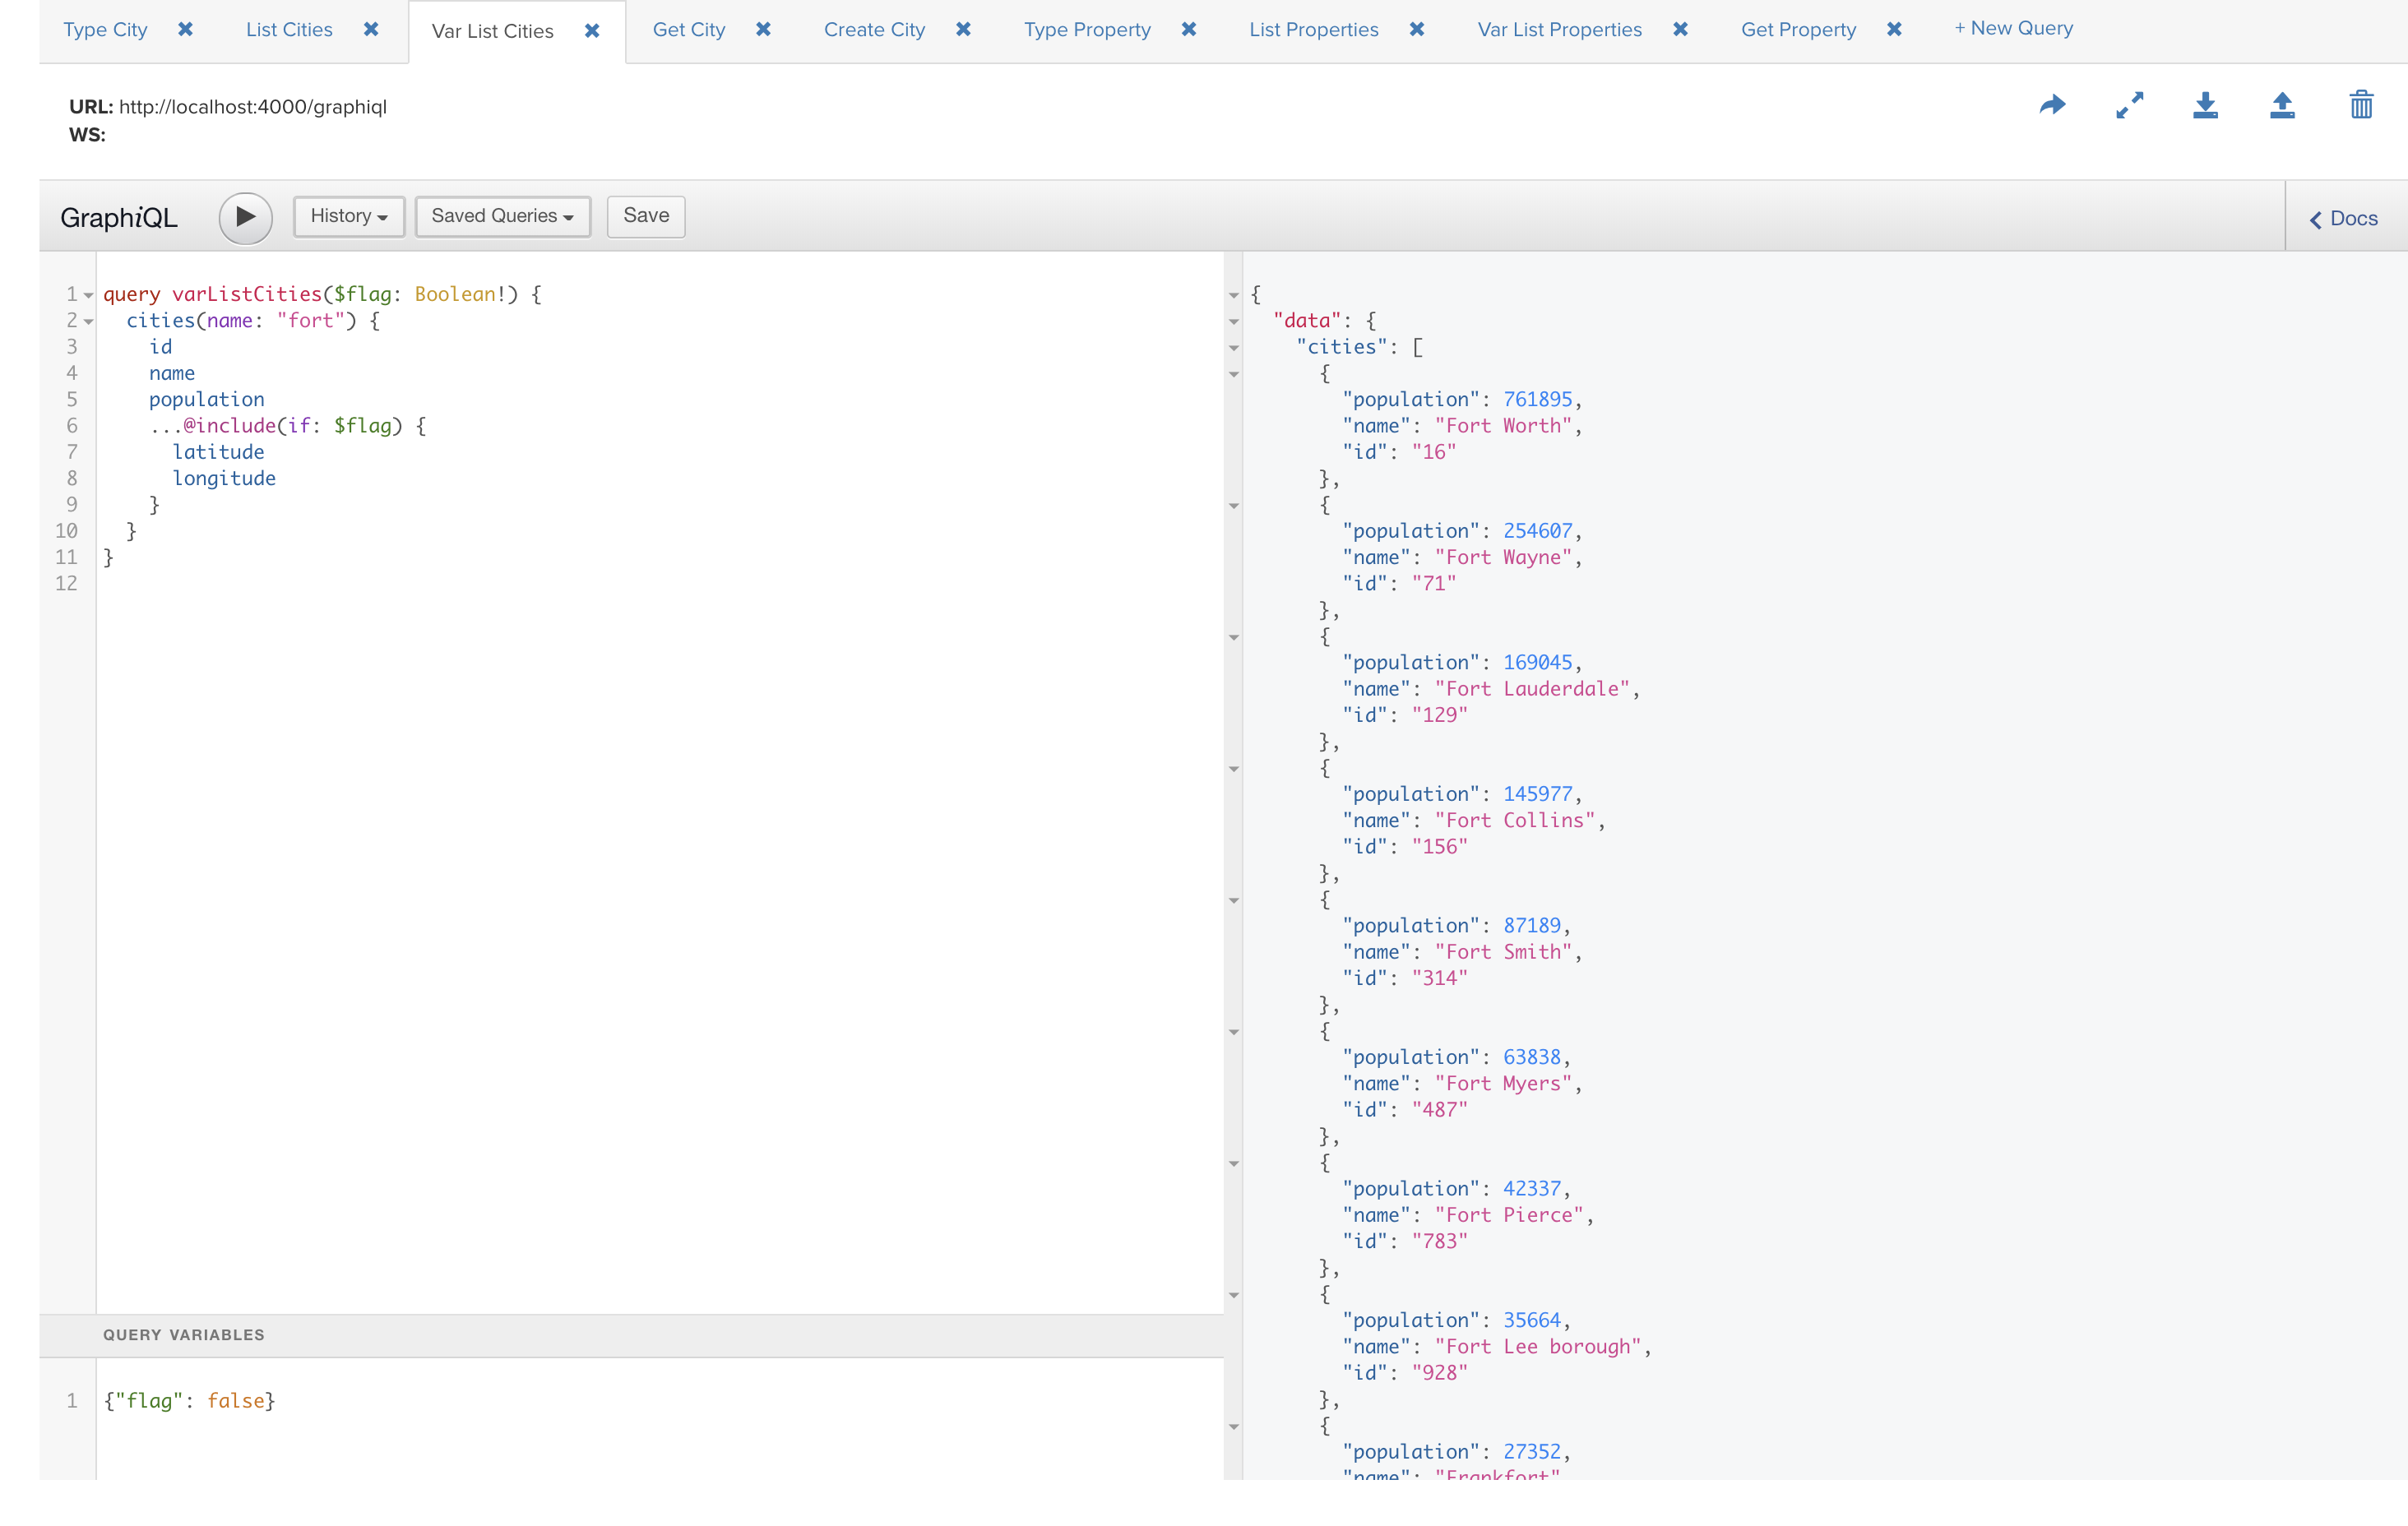 Type City ✖ List Cities ✖ Var List Cities ✖ Get City ✖ Create City ✖ Type Property ✖ List Properties ✖ Var List Properties ✖ Get Property ✖ + New Query
URL: http://localhost:4000/graphiql
WS:
GraphiQL History Saved Queries Save Docs
1 query varListCities($flag: Boolean!) {
2 cities(name: "fort") {
3 id
4 name
5 population
6 ...@include(if: $flag) {
7 latitude
8 longitude
9 }
10 }
11 }
12
QUERY VARIABLES
1 {"flag": false}
{
"data": {
"cities": [
{
"population": 761895,
"name": "Fort Worth",
"id": "16"
},
{
"population": 254607,
"name": "Fort Wayne",
"id": "71"
},
{
"population": 169045,
"name": "Fort Lauderdale",
"id": "129"
},
{
"population": 145977,
"name": "Fort Collins",
"id": "156"
},
{
"population": 87189,
"name": "Fort Smith",
"id": "314"
},
{
"population": 63838,
"name": "Fort Myers",
"id": "487"
},
{
"population": 42337,
"name": "Fort Pierce",
"id": "783"
},
{
"population": 35664,
"name": "Fort Lee borough",
"id": "928"
},
{
"population": 27352,
"name": "Frankfort"